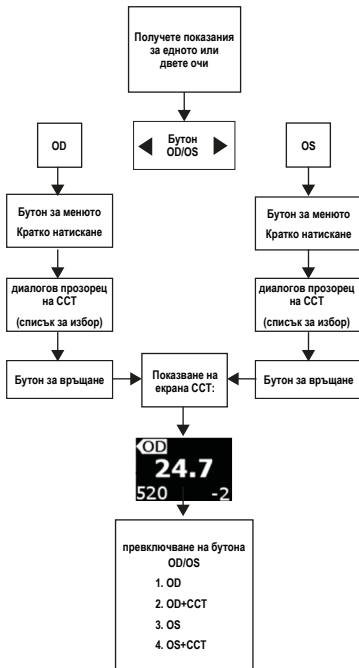 Получете показания
за едното или
двете очи
Бутон
OD/OS
OD
OS
Бутон за менюто
Кратко натискане
Бутон за менюто
Кратко натискане
диалогов прозорец
на ССТ
(списък за избор)
диалогов прозорец
на ССТ
(списък за избор)
Бутон за връщане
Показване на
екрана ССТ:
Бутон за връщане
OD
24.7
520 -2
превключване на бутона
OD/OS
1. OD
2. OD+CCT
3. OS
4. OS+CCT